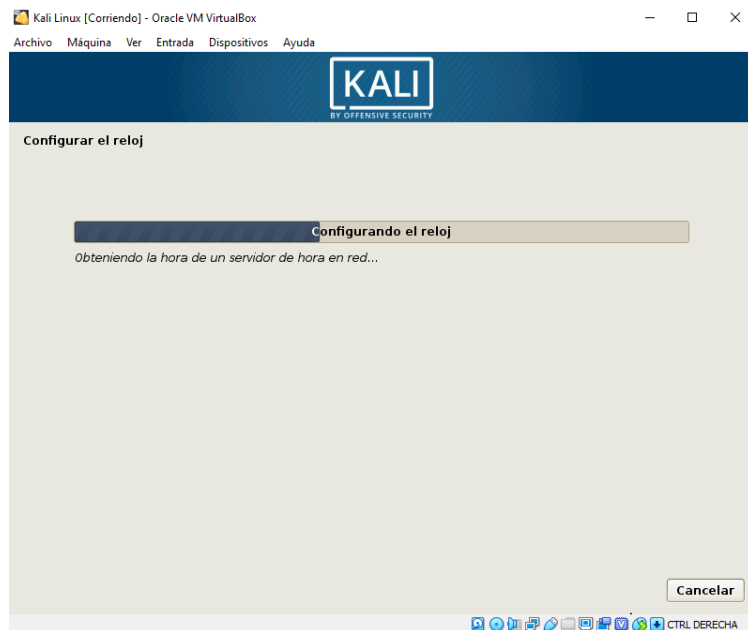 Kali Linux [Corriendo] - Oracle VM VirtualBox
Archivo Máquina Ver Entrada Dispositivos Ayuda
KALI
BY OFFENSIVE SECURITY
Configurar el reloj
Configurando el reloj
Obteniendo la hora de un servidor de hora en red...
Cancelar
CTRL DERECHA